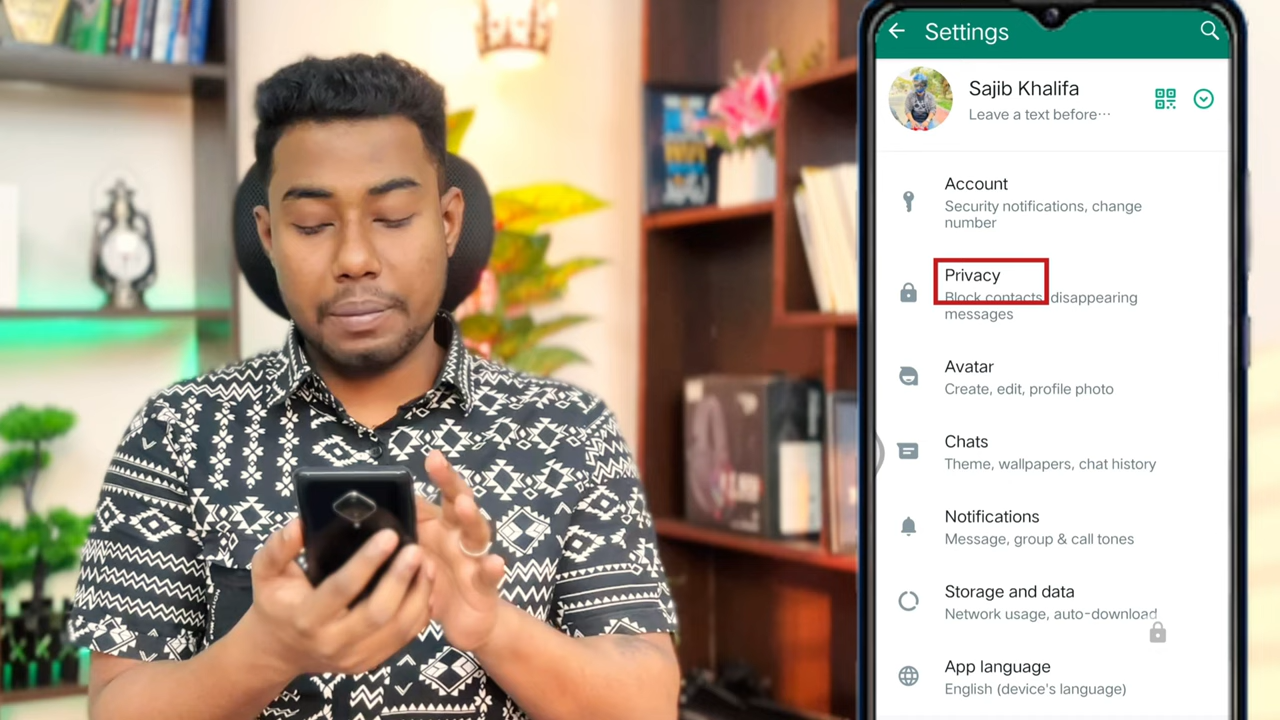 Settings
Sajib Khalifa
Leave a text before···
Account
Security notifications, change
number
Privacy
Block contacts, disappearing
messages
Avatar
Create, edit, profile photo
Chats
Theme, wallpapers, chat history
Notifications
Message, group & call tones
Storage and data
Network usage, auto-download
App language
English (device's language)